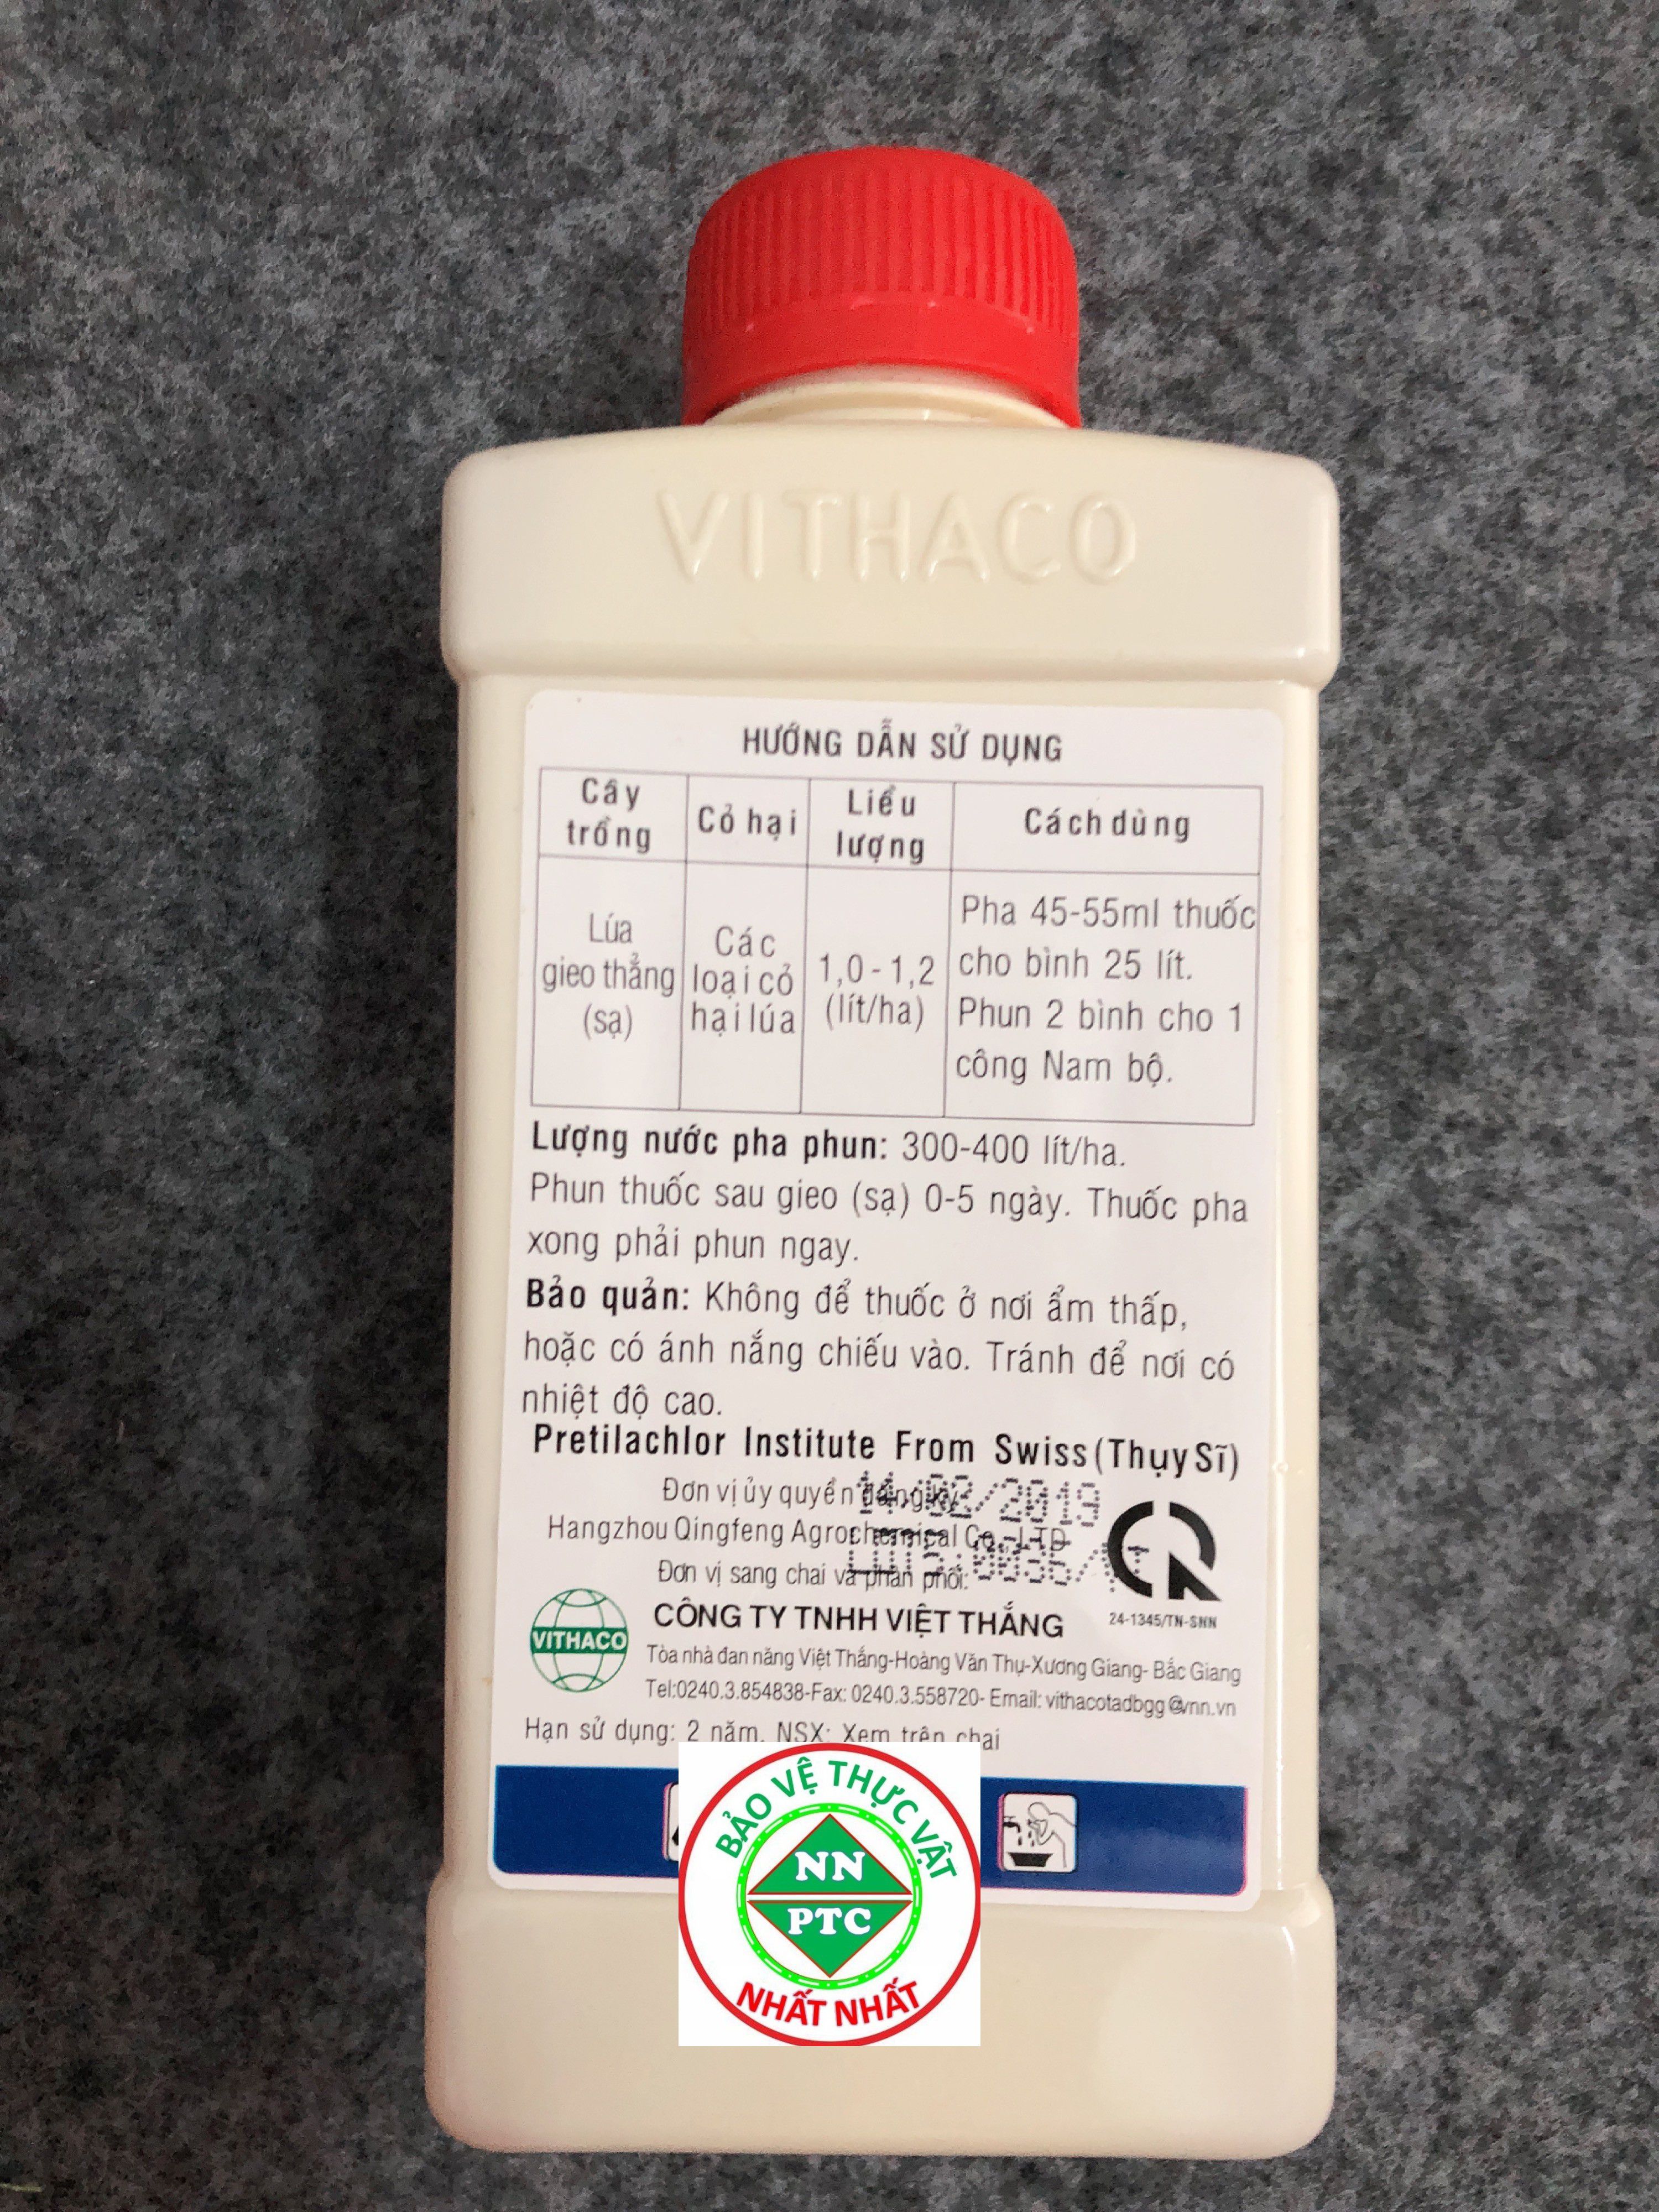 VITHACO
HƯỚNG DẪN SỬ DỤNG
Cây trồng
Cỏ hại
Liều lượng
Cách dùng
Lúa
gieo thẳng
(sạ)
Các
loại cỏ
hại lúa
1,0-1,2
(lít/ha)
Pha 45-55ml thuốc
cho bình 25 lít.
Phun 2 bình cho 1
công Nam bộ.
Lượng nước pha phun: 300-400 lít/ha.
Phun thuốc sau gieo (sạ) 0-5 ngày. Thuốc pha
xong phải phun ngay.
Bảo quản: Không để thuốc ở nơi ẩm thấp,
hoặc có ánh nắng chiếu vào. Tránh để nơi có
nhiệt độ cao.
Pretilachlor Institute From Swiss (Thụy Sĩ)
Đơn vị ủy quyền đăng ký
/2019
Hangzhou Qingfeng Agrochemical Co., LTD
Đơn vị sang chai và phân phối:
24-1345/TN-SNN
VITHACO
CÔNG TY TNHH VIỆT THẮNG
Tòa nhà đan năng Việt Thắng-Hoàng Văn Thụ-Xương Giang- Bắc Giang
Tel:0240.3.854838-Fax: 0240.3.558720- Email: vithacotadbgg@vnn.vn
Hạn sử dụng: 2 năm. NSX: Xem trên chai
BẢO VỆ THỰC VẬT
NN
PTC
NHẤT NHẤT